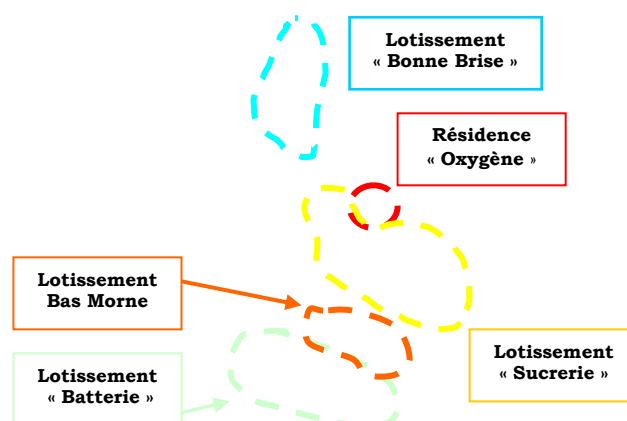 Lotissement
« Bonne Brise »
Résidence
« Oxygène »
Lotissement
Bas Morne
Lotissement
« Sucrerie »
Lotissement
« Batterie »